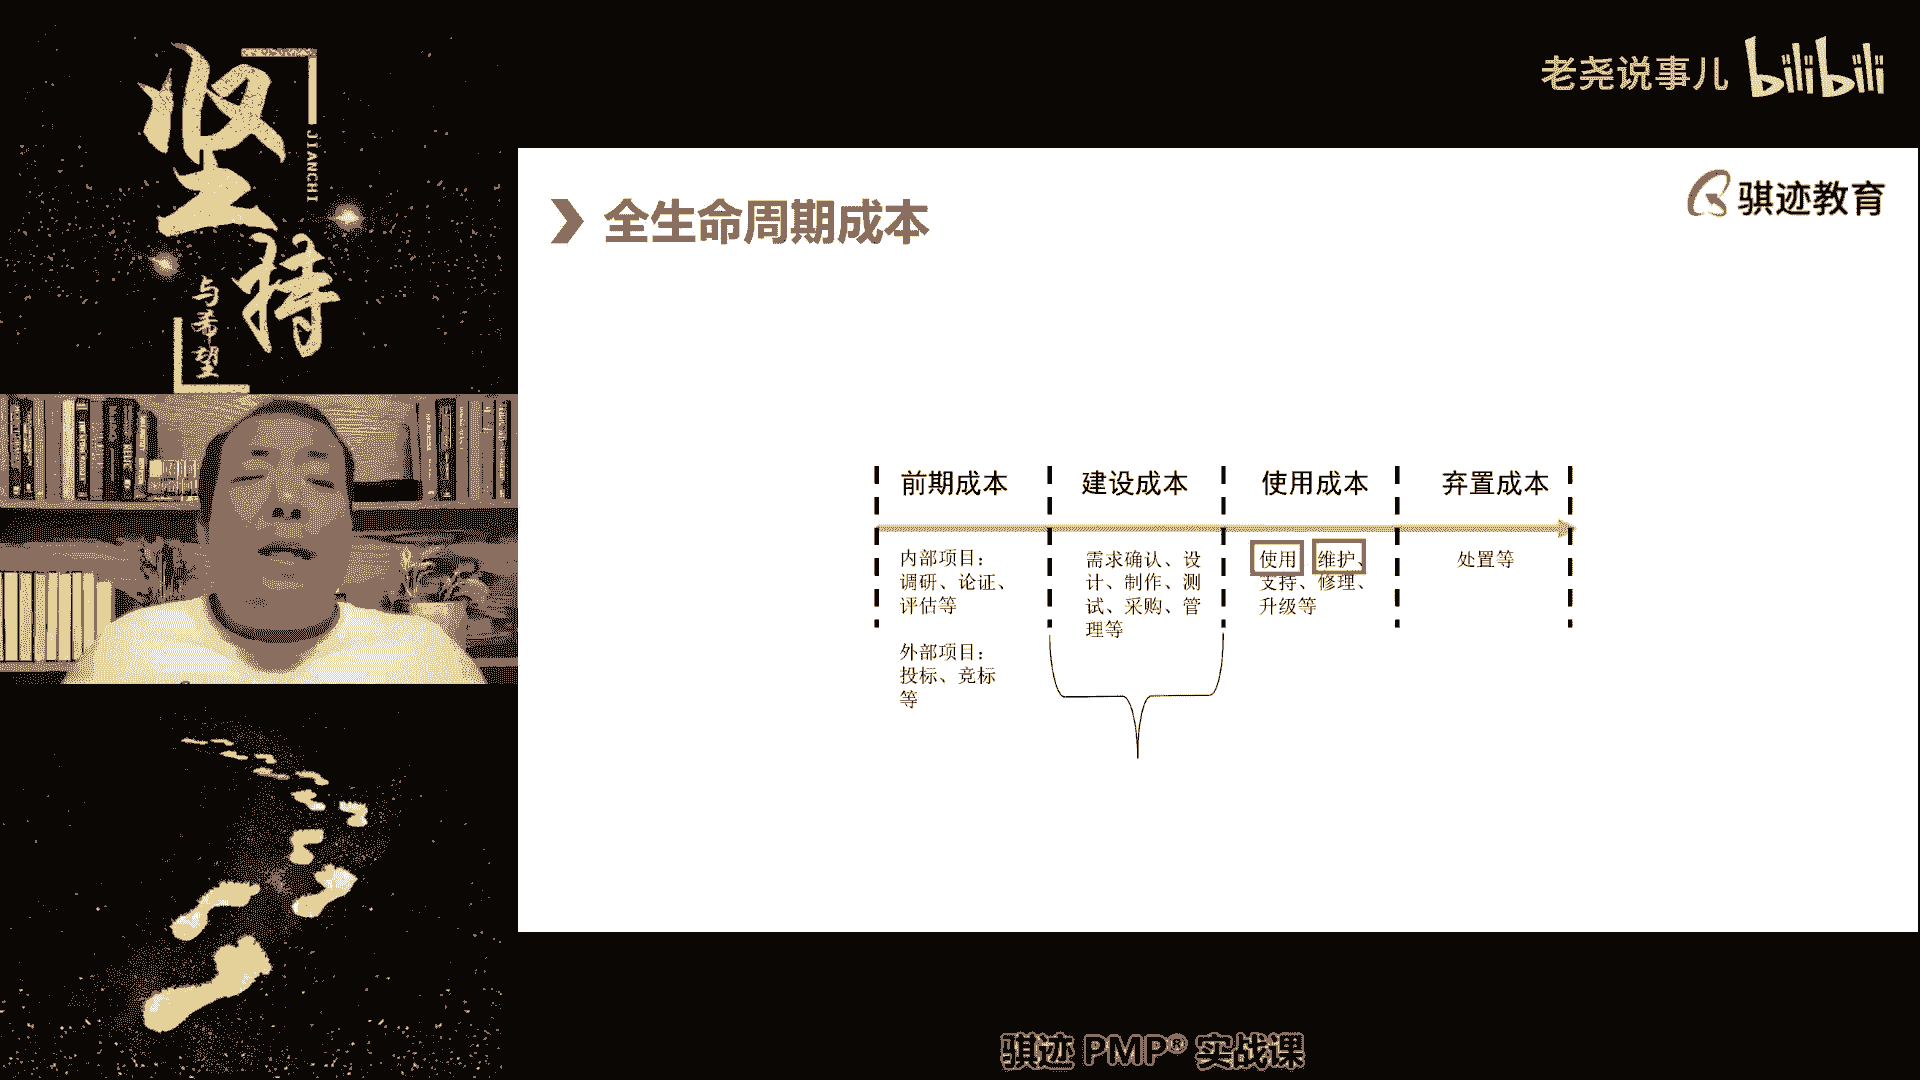 坚持
JIANCHI
与希望
老尧说事儿 bilibili
骐迹教育
全生命周期成本
前期成本
建设成本
使用成本
弃置成本
内部项目：
调研、论证、
评估等
外部项目：
投标、竞标
等
需求确认、设
计、制作、测
试、采购、管
理等
使用、维护、
支持、修理、
升级等
处置等
骐迹 PMP® 实战课